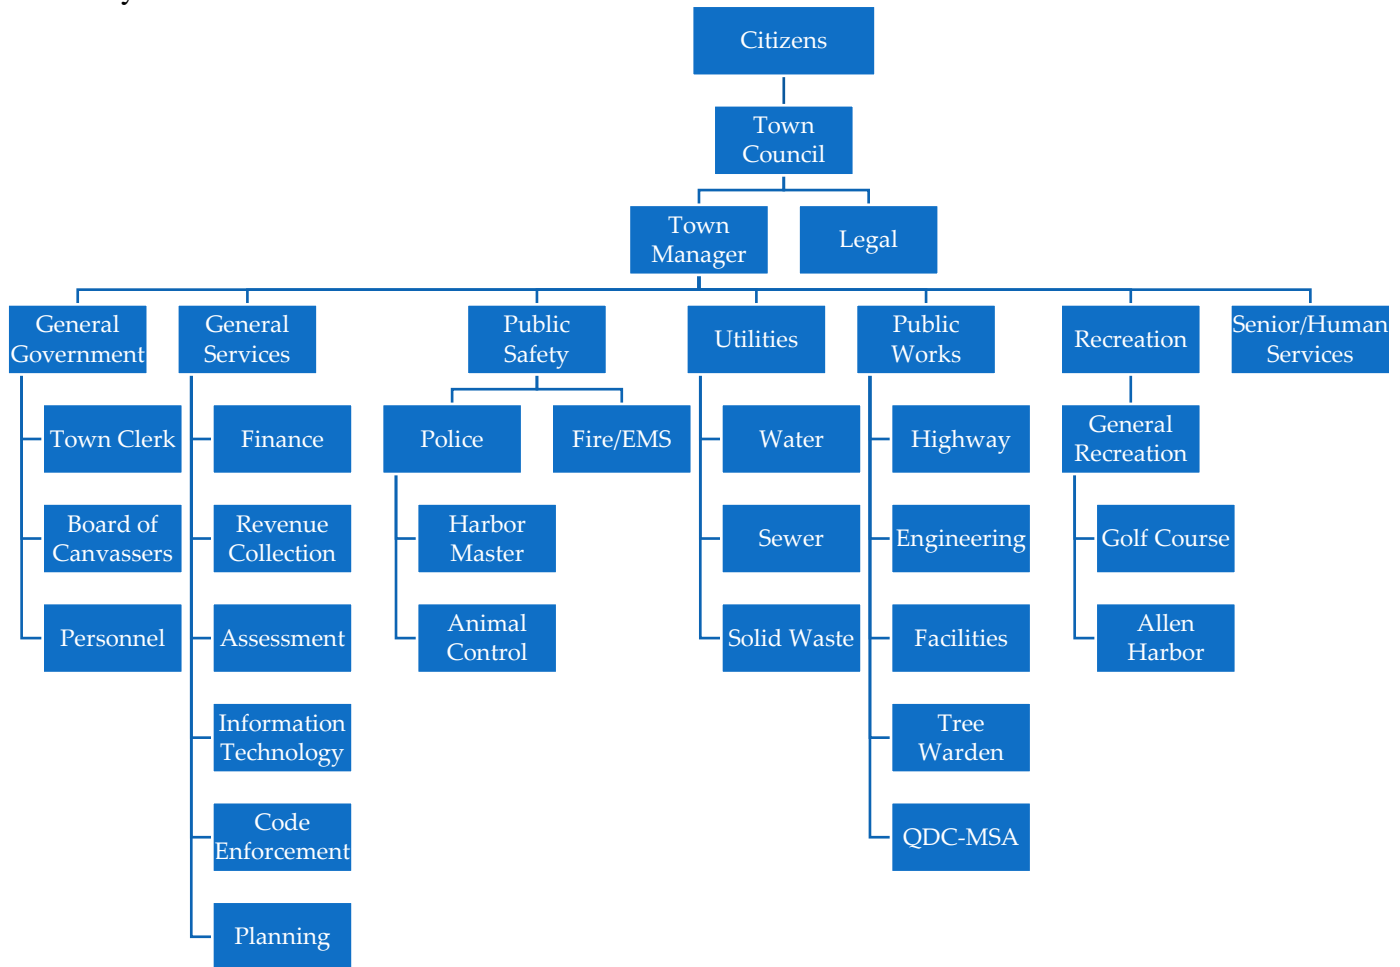 Citizens
Town
Council
Town
Manager
Legal
General
Government
General
Services
Public
Safety
Utilities
Public
Works
Recreation
Senior/Human
Services
Town Clerk
Finance
Police
Fire/EMS
Water
Highway
General
Recreation
Board of
Canvassers
Revenue
Collection
Harbor
Master
Sewer
Engineering
Golf Course
Personnel
Assessment
Animal
Control
Solid Waste
Facilities
Allen
Harbor
Information
Technology
Tree
Warden
Code
Enforcement
QDC-MSA
Planning